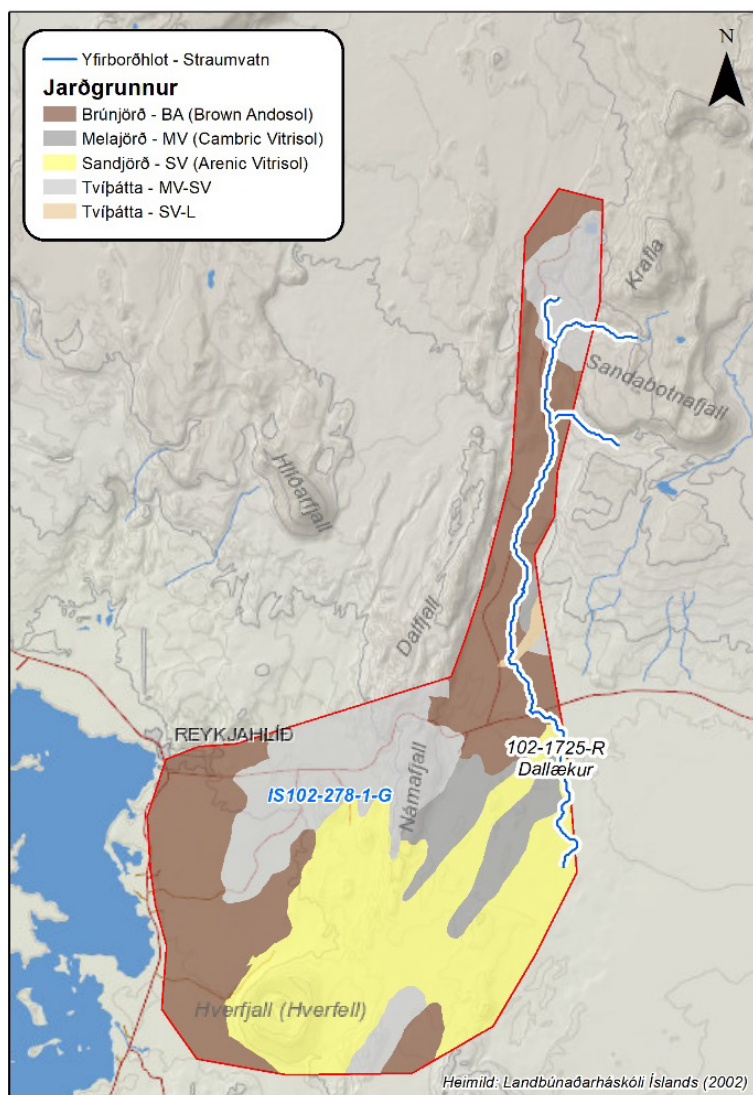 Yfirborðhlot - Straumvatn
Jarðgrunnur
Brúnjörð - BA (Brown Andosol)
Melajörð - MV (Cambric Vitrisol)
Sandjörð - SV (Arenic Vitrisol)
Tvíþátta - MV-SV
Tvíþátta - SV-L
N
Krafla
Sandabotnafjall
Hlíðarfjall
Dalfjall
REYKJAHLÍÐ
102-1725-R
Dallækur
IS102-278-1-G
Námafjall
Hverfjall (Hverfell)
Heimild: Landbúnaðarháskóli Íslands (2002)